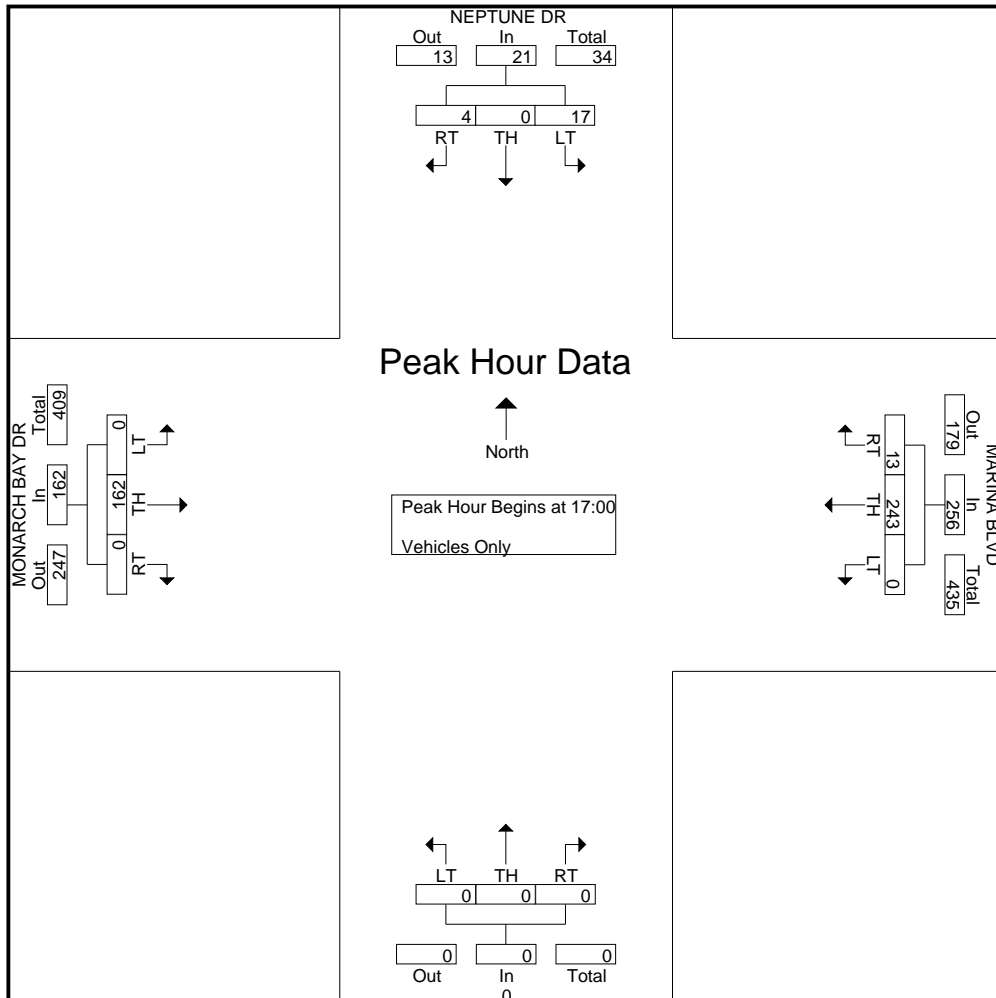 NEPTUNE DR
Out In Total
13 21 34
4 0 17
RT TH LT
Peak Hour Data
North
Peak Hour Begins at 17:00
Vehicles Only
MONARCH BAY DR
Out In Total
247 162 409
0 162 0
RT TH LT
MARINA BLVD
Out In Total
179 256 435
13 243 0
RT TH LT
LT TH RT
0 0 0
0 0 0
Out In Total
0